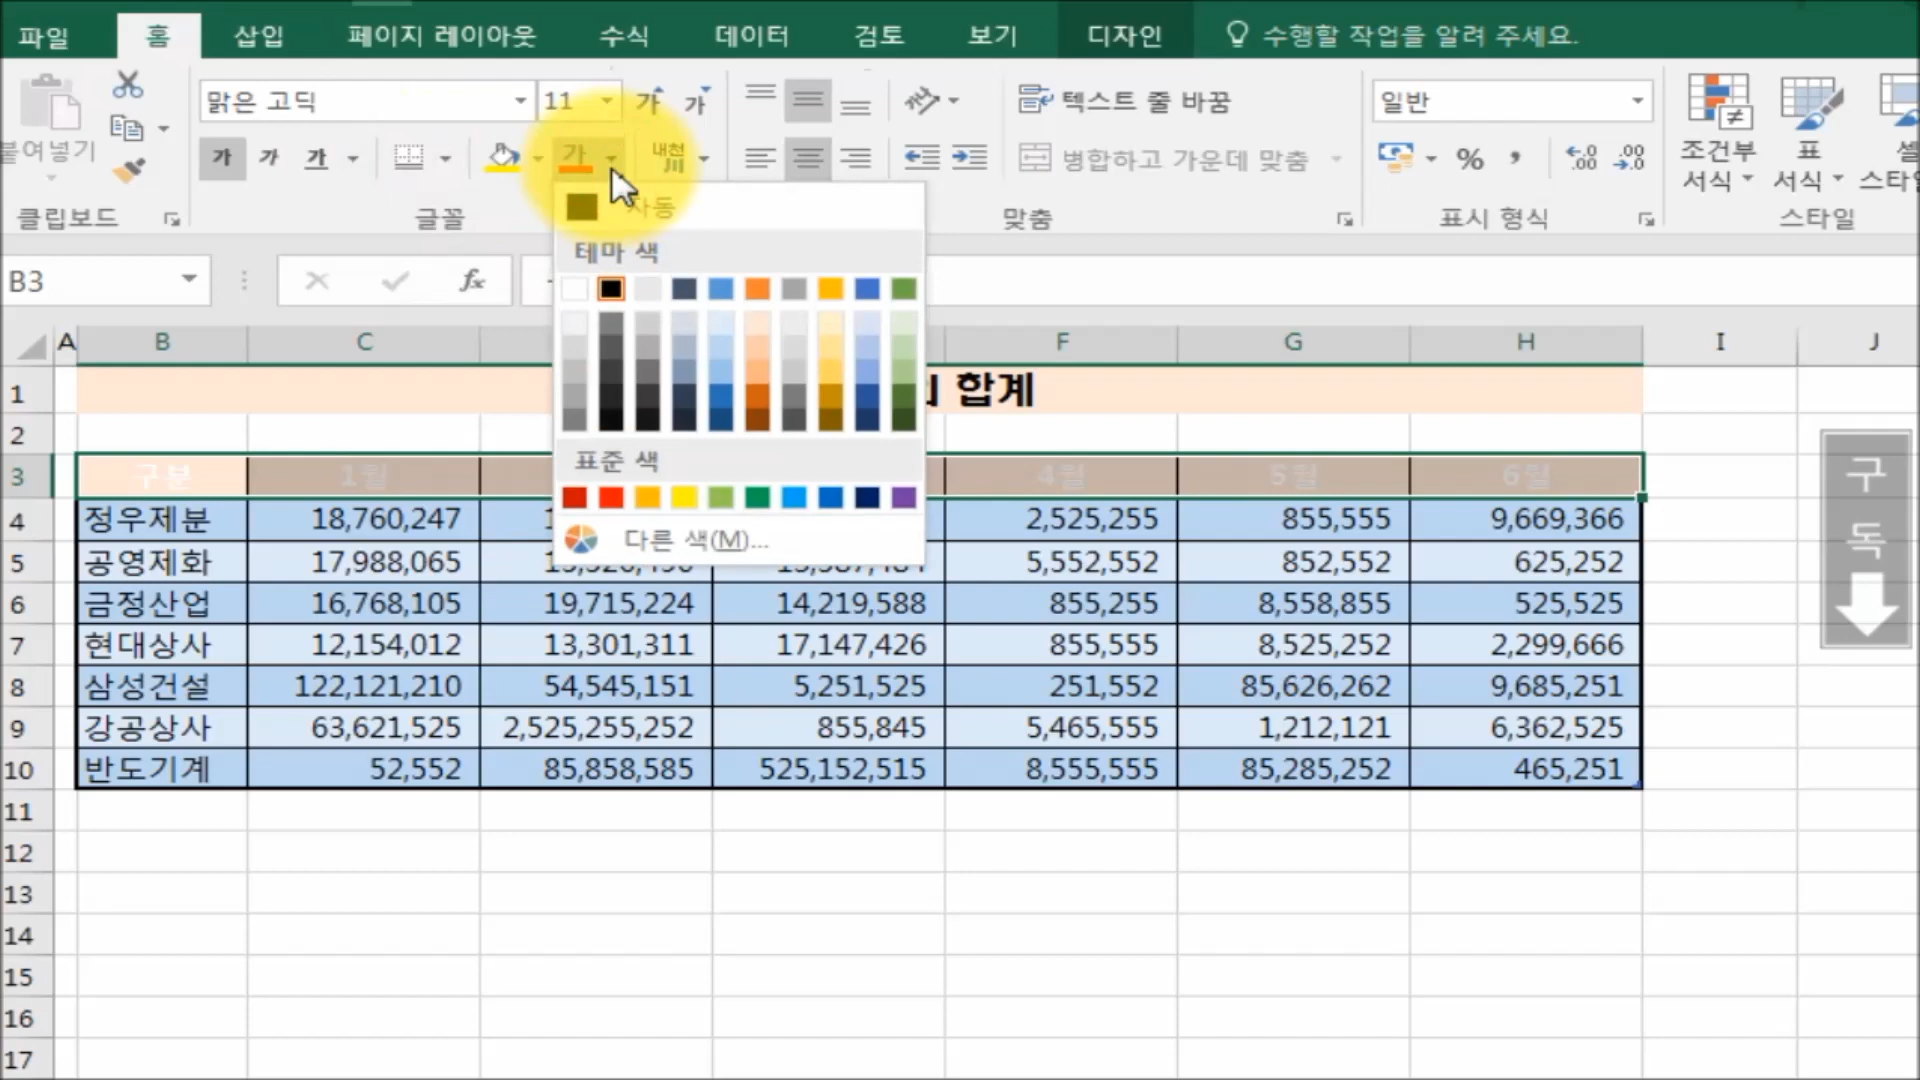 파일 홈 삽입 페이지 레이아웃 수식 데이터 검토 보기 디자인 수행할 작업을 알려 주세요.
맑은 고딕 11 가 가 텍스트 줄 바꿈 일반
붙여넣기 가 가 가 가 내천 川 병합하고 가운데 맞춤 % , .00 .00 조건부 서식 표 서식
클립보드 글꼴 맞춤 표시 형식 스타일
자동
테마 색
표준 색
다른 색(M)...
B3 fx
A B C F G H I J
1 합계
2
3 구분 1월 4월 5월 6월
4 정우제분 18,760,247 2,525,255 855,555 9,669,366
5 공영제화 17,988,065 5,552,552 852,552 625,252
6 금정산업 16,768,105 19,715,224 14,219,588 855,255 8,558,855 525,525
7 현대상사 12,154,012 13,301,311 17,147,426 855,555 8,525,252 2,299,666
8 삼성건설 122,121,210 54,545,151 5,251,525 251,552 85,626,262 9,685,251
9 강공상사 63,621,525 2,525,255,252 855,845 5,465,555 1,212,121 6,362,525
10 반도기계 52,552 85,858,585 525,152,515 8,555,555 85,285,252 465,251
11
12
13
14
15
16
17
구
독